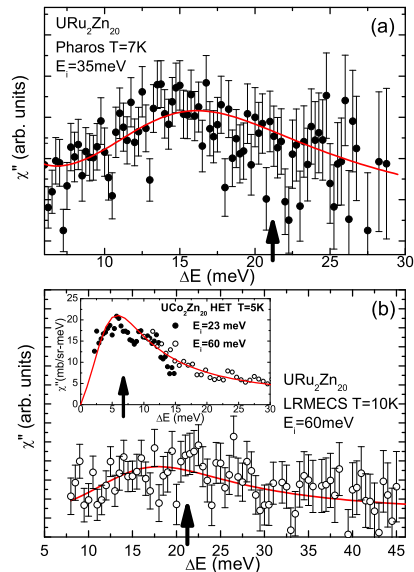 URu₂Zn₂₀
Pharos T=7K
Eᵢ=35meV
(a)
χ" (arb. units)
10 15 20 25 30
ΔE (meV)
(b)
UCo₂Zn₂₀ HET T=5K
Eᵢ=23 meV
Eᵢ=60 meV
χ"(mb/sr-meV)
25
20
15
10
5
0
0 5 10 15 20 25 30
ΔE (meV)
URu₂Zn₂₀
LRMECS T=10K
Eᵢ=60meV
χ" (arb. units)
5 10 15 20 25 30 35 40 45
ΔE (meV)